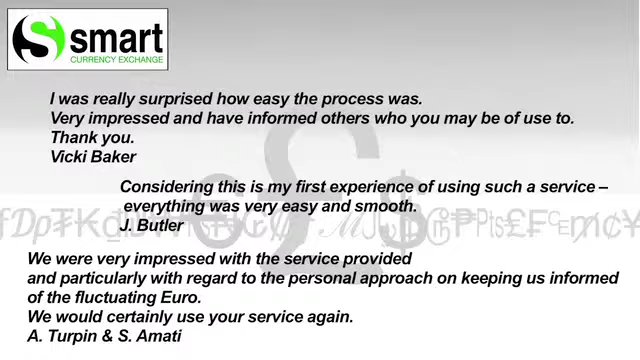 smart
CURRENCY EXCHANGE
I was really surprised how easy the process was.
Very impressed and have informed others who you may be of use to.
Thank you.
Vicki Baker
Considering this is my first experience of using such a service –
everything was very easy and smooth.
J. Butler
We were very impressed with the service provided
and particularly with regard to the personal approach on keeping us informed
of the fluctuating Euro.
We would certainly use your service again.
A. Turpin & S. Amati